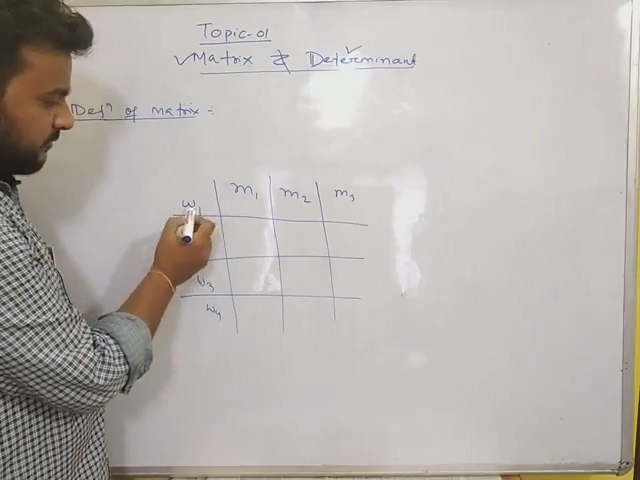 Topic-01
✓Matrix & Determinant
Defn of matrix :-
m1 m2 m3
w1
w3
w4